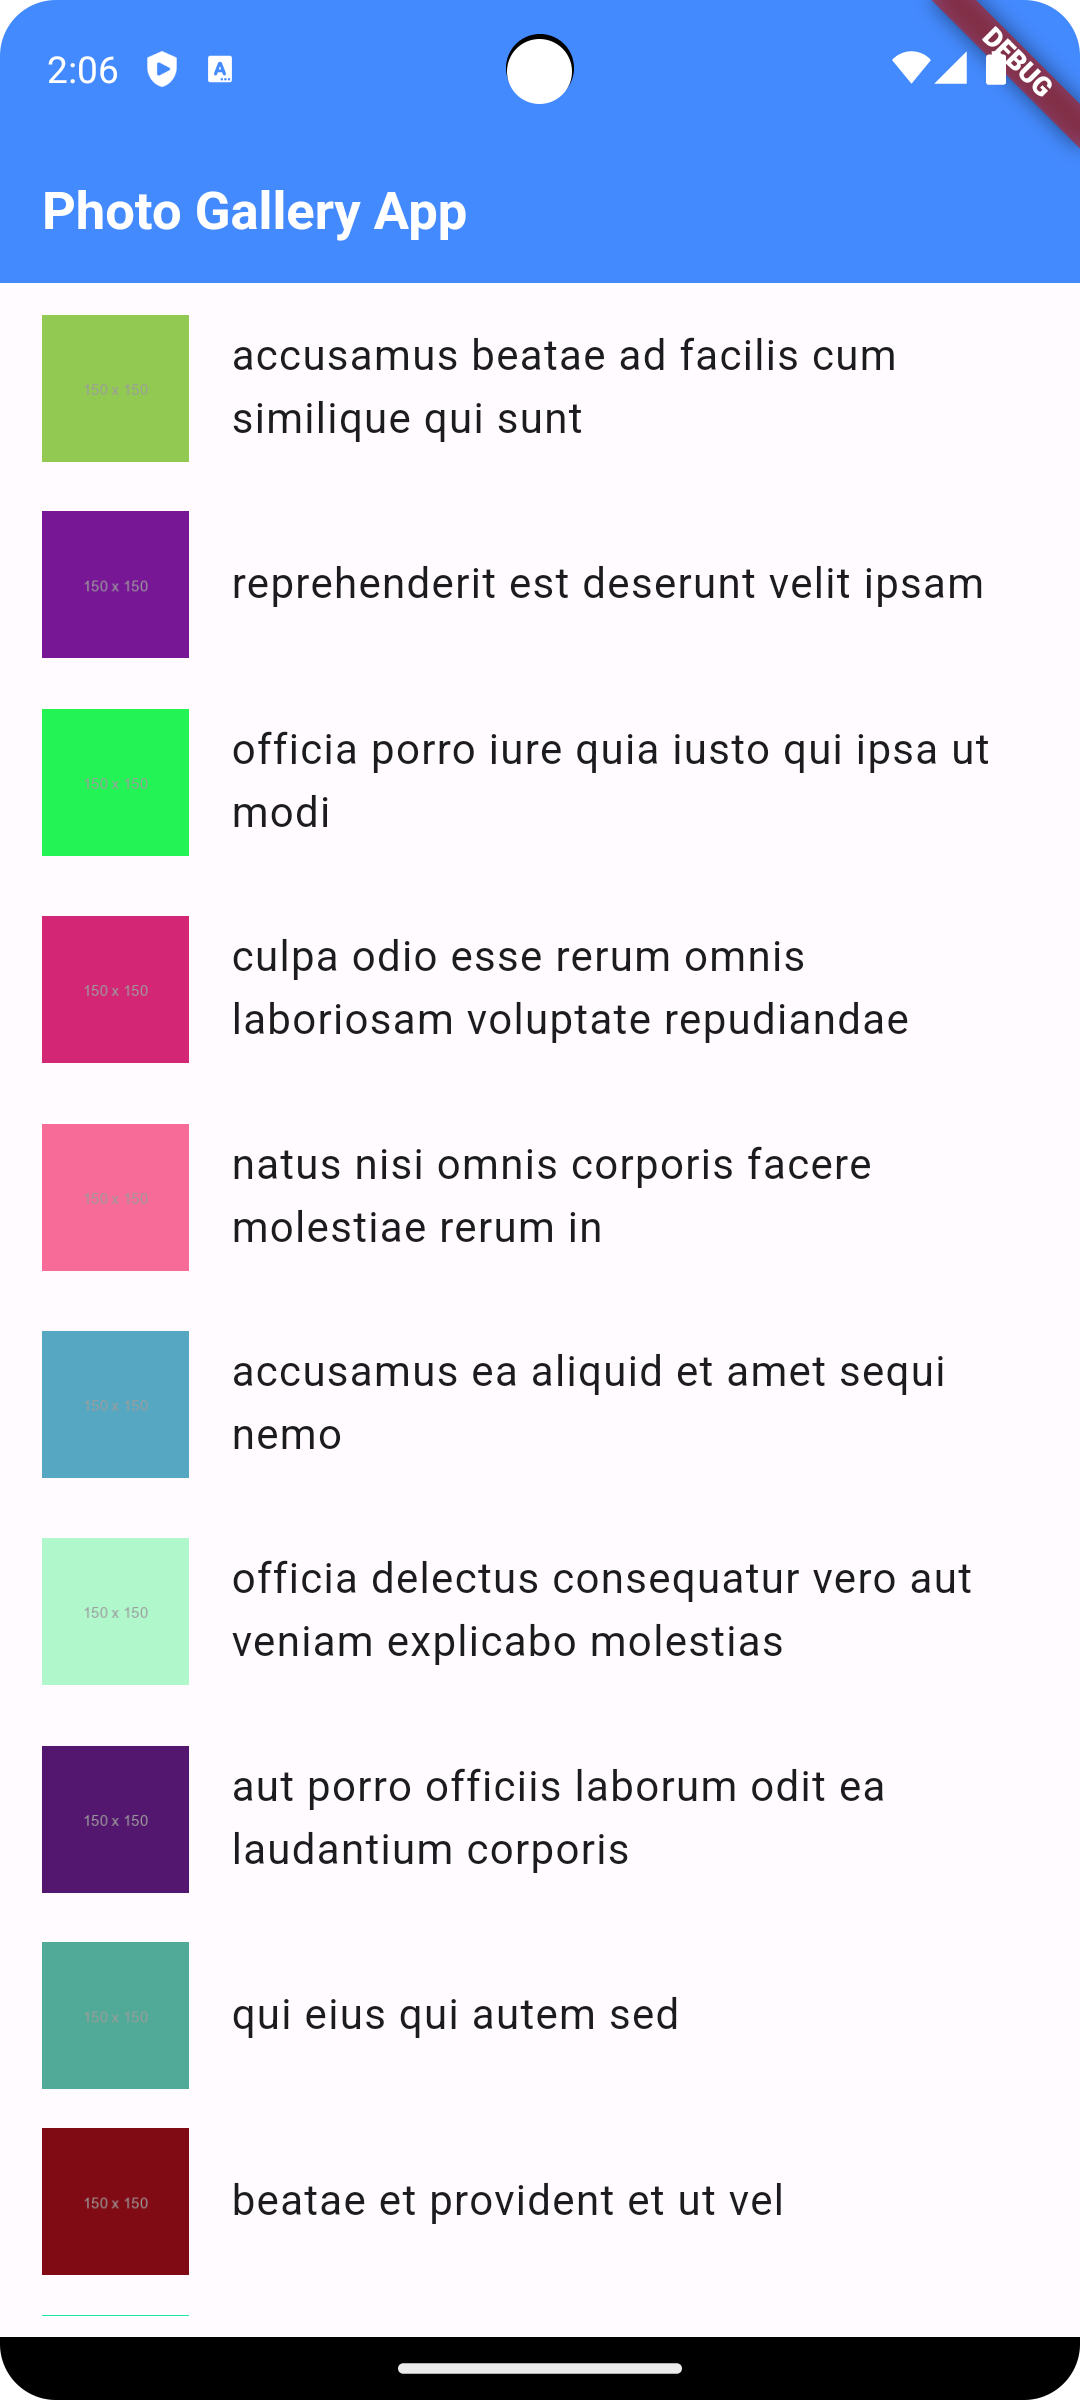 2:06
DEBUG
Photo Gallery App
150 x 150
accusamus beatae ad facilis cum
similique qui sunt
150 x 150
reprehenderit est deserunt velit ipsam
150 x 150
officia porro iure quia iusto qui ipsa ut
modi
150 x 150
culpa odio esse rerum omnis
laboriosam voluptate repudiandae
150 x 150
natus nisi omnis corporis facere
molestiae rerum in
150 x 150
accusamus ea aliquid et amet sequi
nemo
150 x 150
officia delectus consequatur vero aut
veniam explicabo molestias
150 x 150
aut porro officiis laborum odit ea
laudantium corporis
150 x 150
qui eius qui autem sed
150 x 150
beatae et provident et ut vel